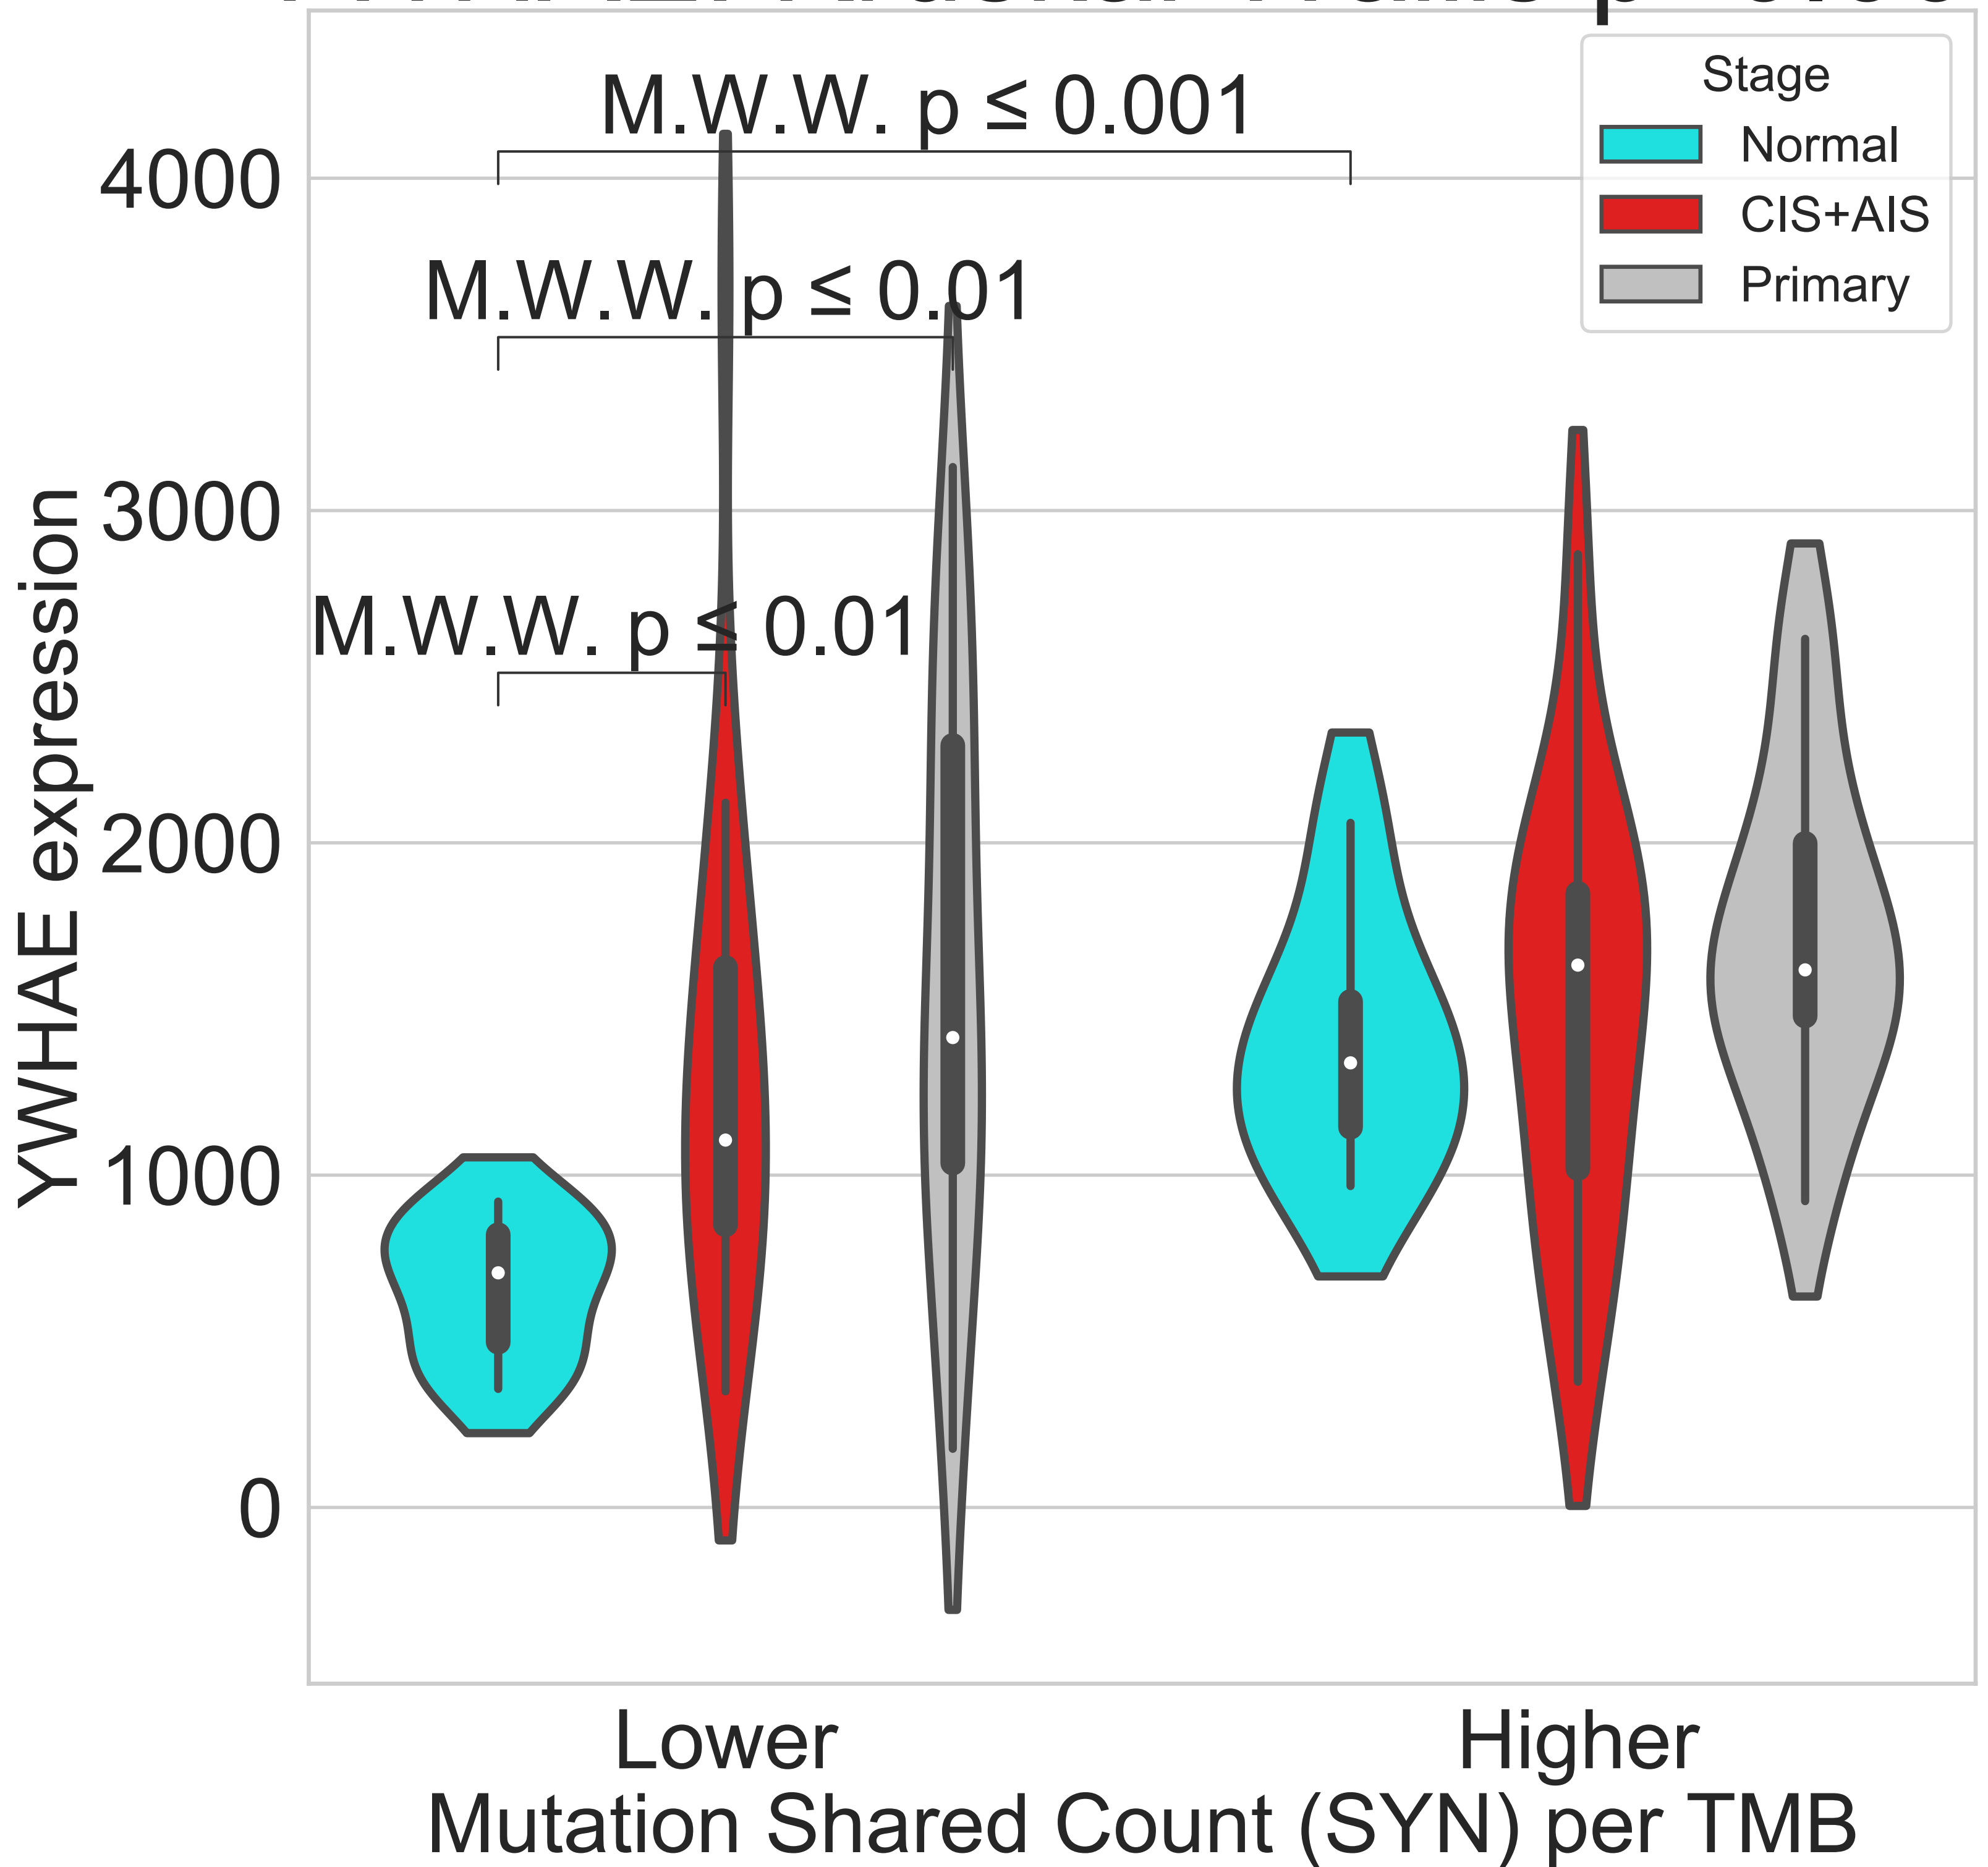 M.W.W. p ≤ 0.001
Stage
Normal
CIS+AIS
Primary
4000
M.W.W. p ≤ 0.01
3000
M.W.W. p ≤ 0.01
2000
1000
0
YWHAE expression
Lower
Higher
Mutation Shared Count (SYN) per TMB